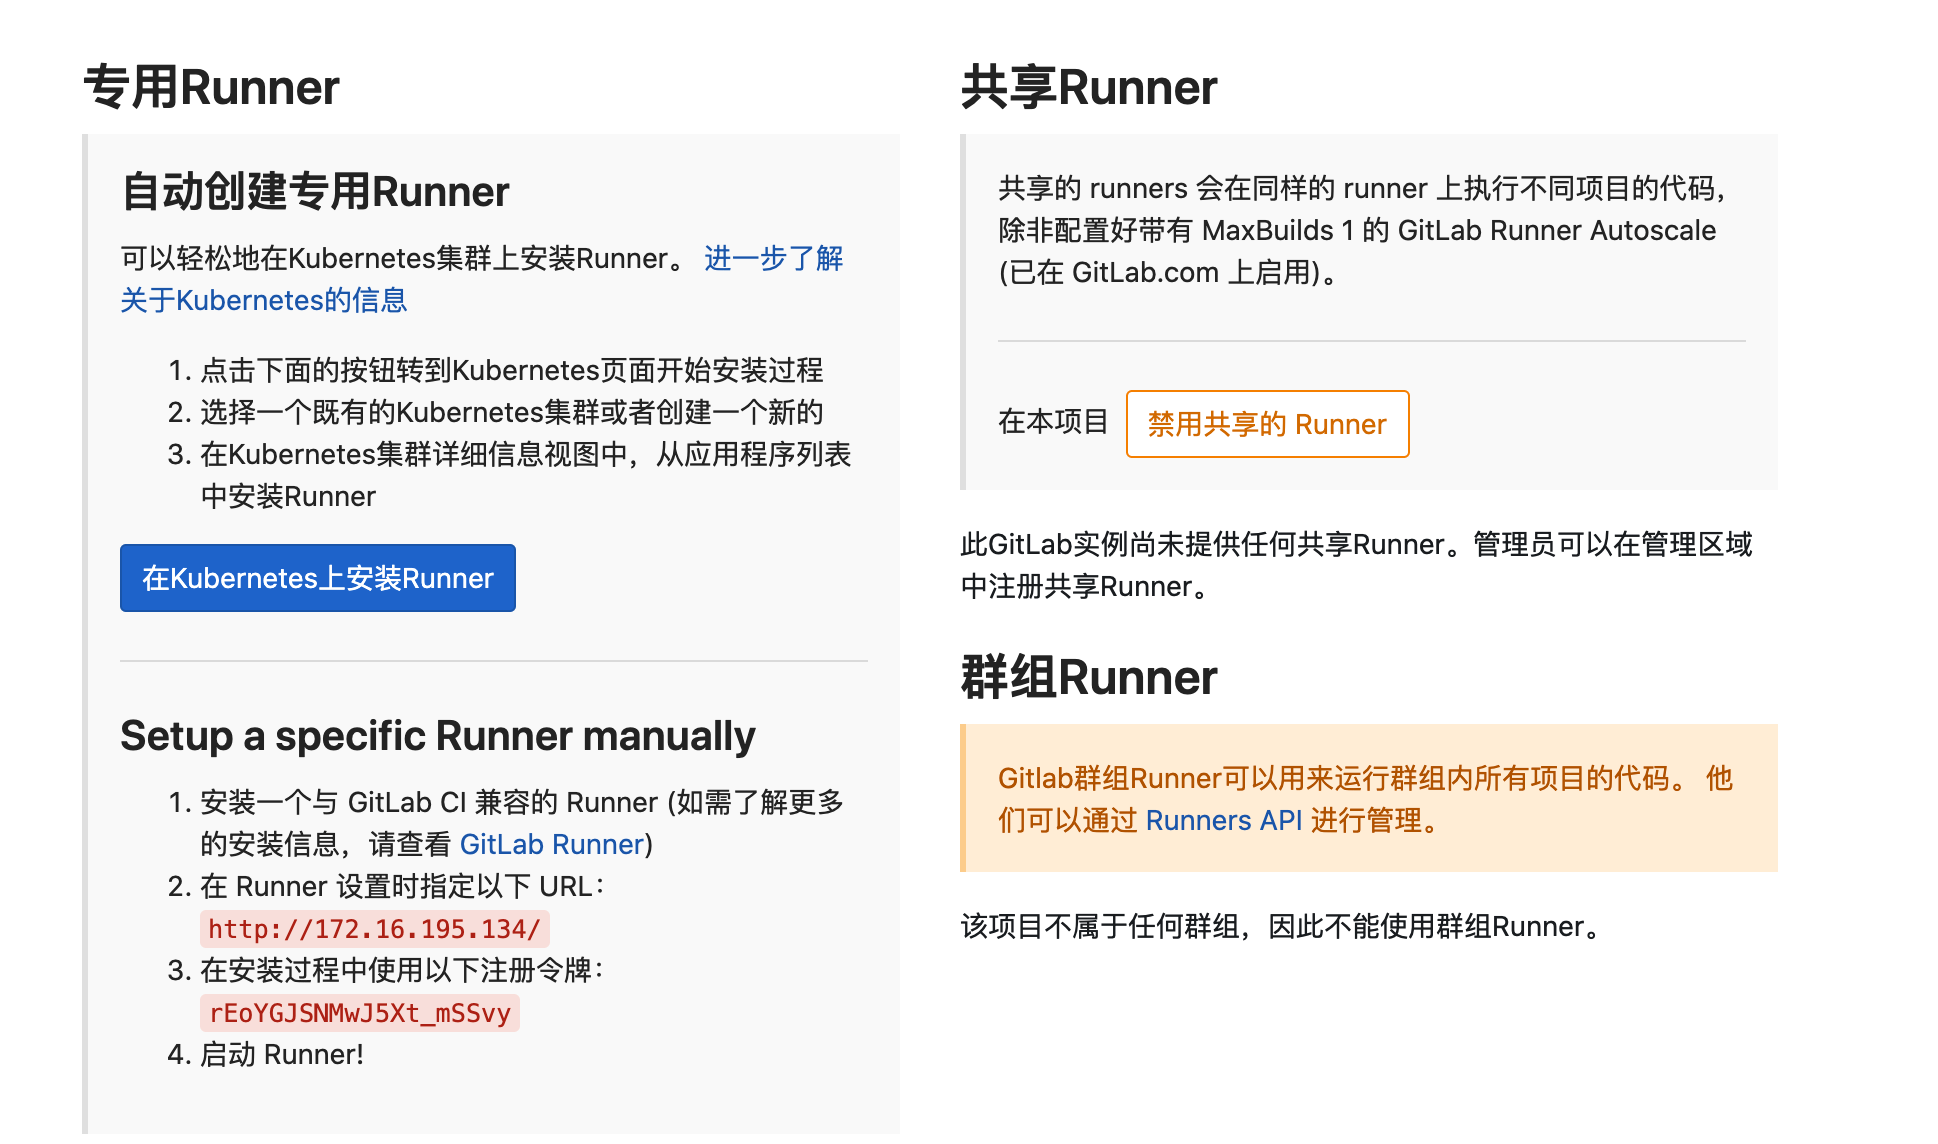 专用Runner
自动创建专用Runner
可以轻松地在Kubernetes集群上安装Runner。 进一步了解
关于Kubernetes的信息
1. 点击下面的按钮转到Kubernetes页面开始安装过程
2. 选择一个既有的Kubernetes集群或者创建一个新的
3. 在Kubernetes集群详细信息视图中，从应用程序列表
中安装Runner
在Kubernetes上安装Runner
Setup a specific Runner manually
1. 安装一个与 GitLab CI 兼容的 Runner (如需了解更多
的安装信息，请查看 GitLab Runner)
2. 在 Runner 设置时指定以下 URL：
http://172.16.195.134/
3. 在安装过程中使用以下注册令牌：
rEoYGJSNMwJ5Xt_mSSvy
4. 启动 Runner!
共享Runner
共享的 runners 会在同样的 runner 上执行不同项目的代码，
除非配置好带有 MaxBuilds 1 的 GitLab Runner Autoscale
(已在 GitLab.com 上启用)。
在本项目 禁用共享的 Runner
此GitLab实例尚未提供任何共享Runner。管理员可以在管理区域
中注册共享Runner。
群组Runner
Gitlab群组Runner可以用来运行群组内所有项目的代码。 他
们可以通过 Runners API 进行管理。
该项目不属于任何群组，因此不能使用群组Runner。